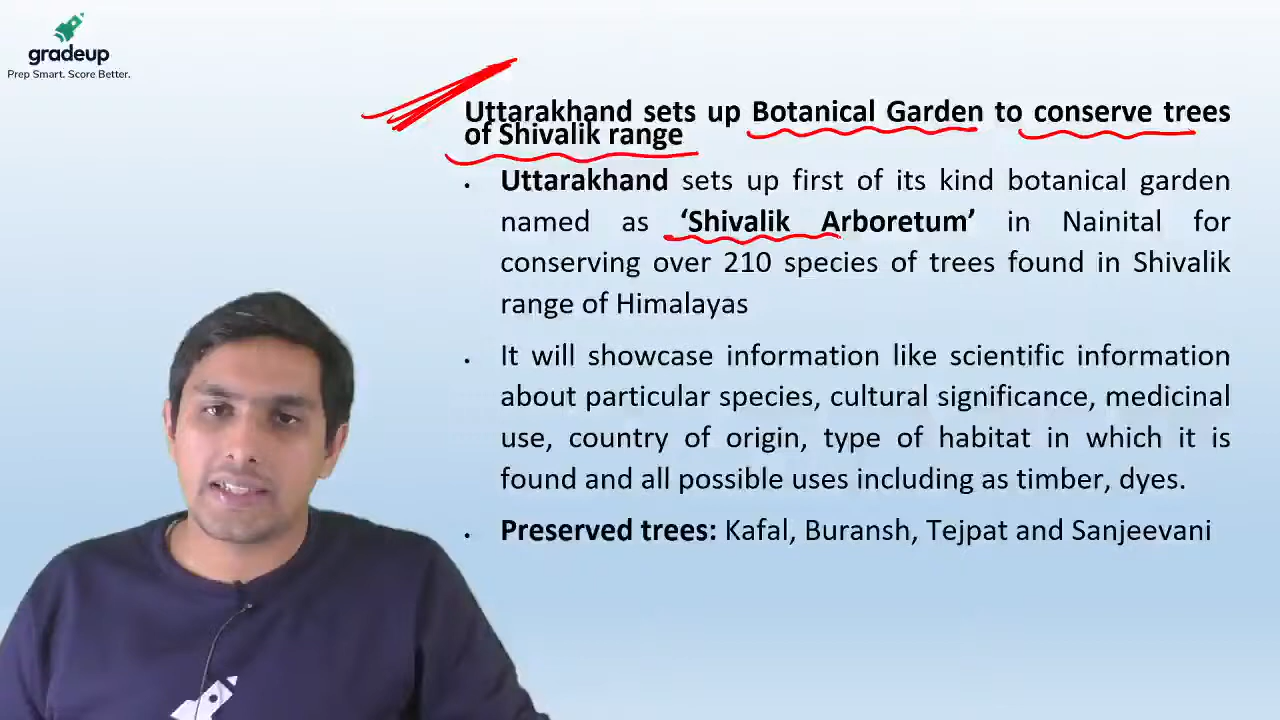 gradeup
Prep Smart. Score Better.
Uttarakhand sets up Botanical Garden to conserve trees
of Shivalik range
• Uttarakhand sets up first of its kind botanical garden
named as ‘Shivalik Arboretum’ in Nainital for
conserving over 210 species of trees found in Shivalik
range of Himalayas
• It will showcase information like scientific information
about particular species, cultural significance, medicinal
use, country of origin, type of habitat in which it is
found and all possible uses including as timber, dyes.
• Preserved trees: Kafal, Buransh, Tejpat and Sanjeevani